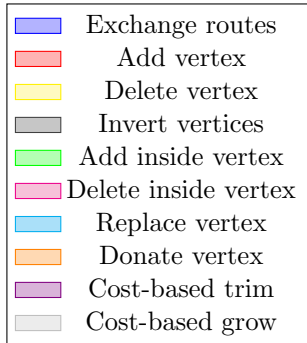 Exchange routes
Add vertex
Delete vertex
Invert vertices
Add inside vertex
Delete inside vertex
Replace vertex
Donate vertex
Cost-based trim
Cost-based grow